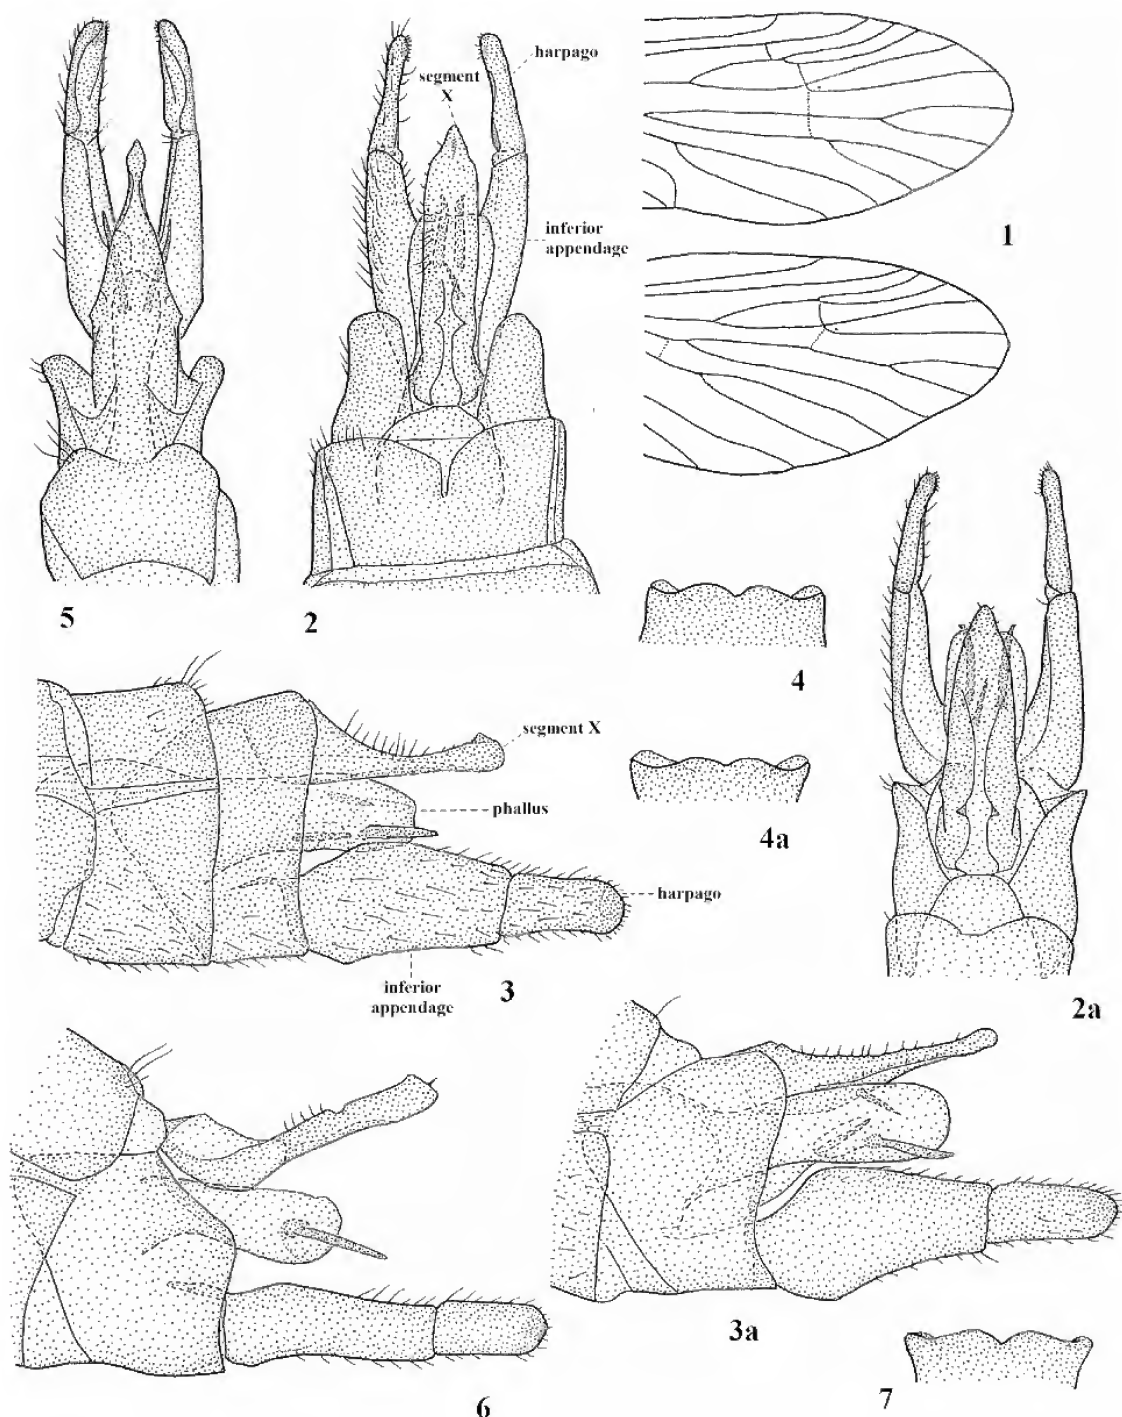 harpago
segment
X
inferior
appendage
1
5
2
4
segment X
phallus
4a
harpago
inferior
appendage
3
2a
3a
6
7